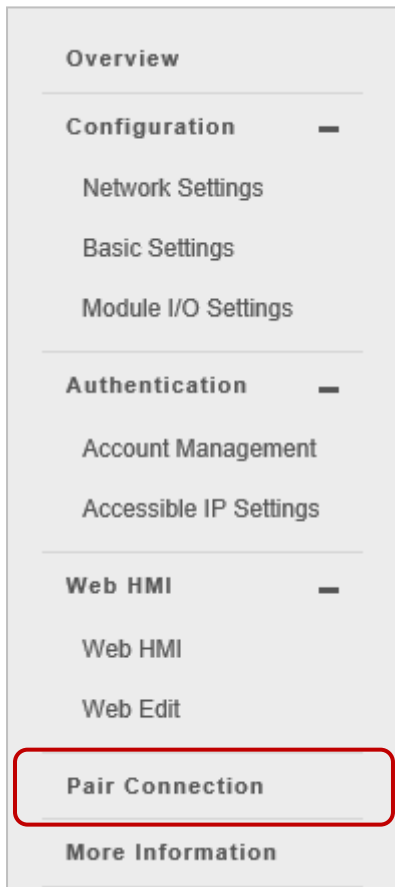 Overview
Configuration
Network Settings
Basic Settings
Module I/O Settings
Authentication
Account Management
Accessible IP Settings
Web HMI
Web HMI
Web Edit
Pair Connection
More Information